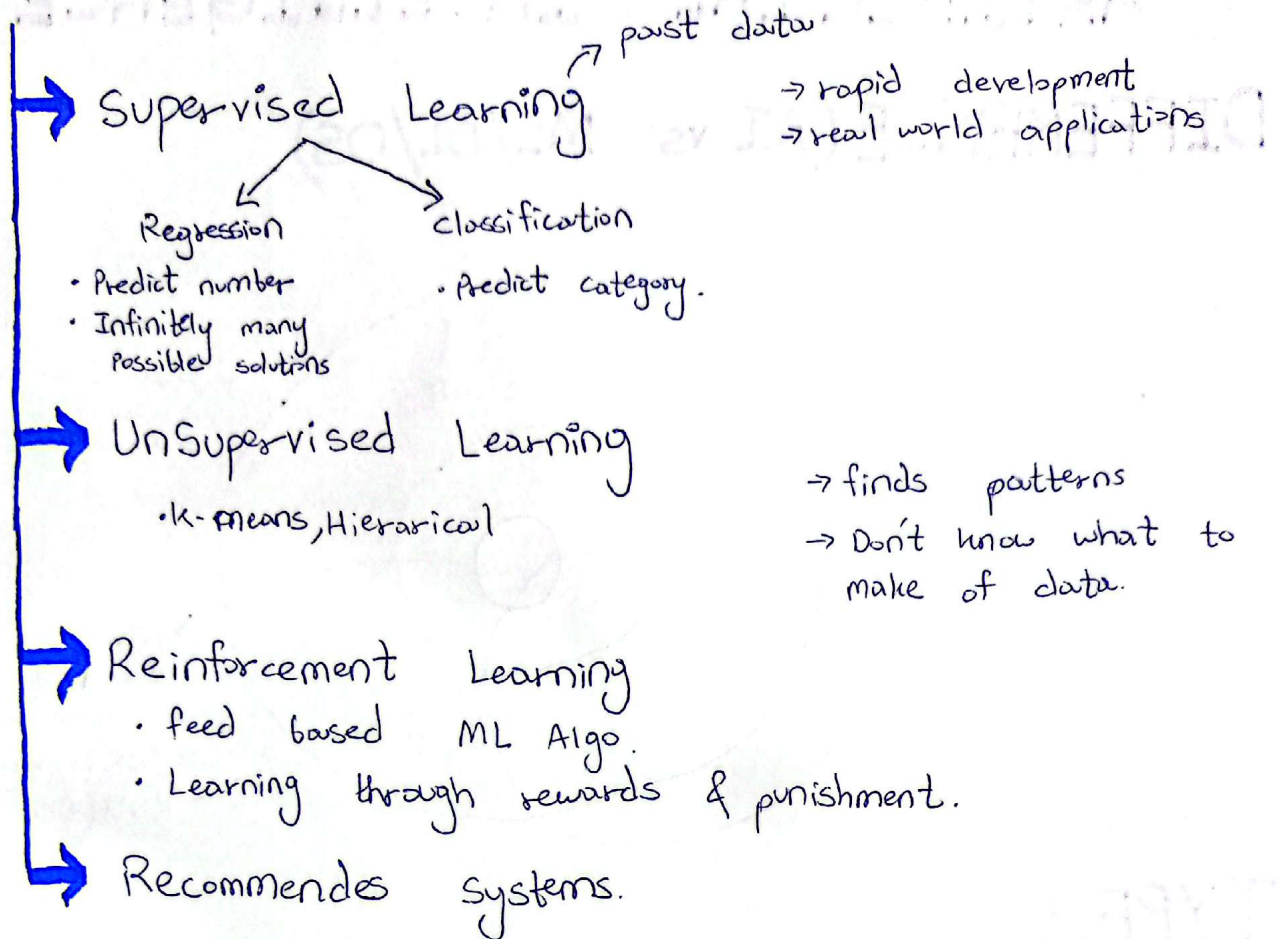 → past data
Supervised Learning
→ rapid development
→ real world applications
Regression
Classification
• Predict number
• Predict category.
• Infinitely many
Possible solutions
UnSupervised Learning
• K-means, Hierarical
→ finds patterns
→ Don't know what to
make of data.
Reinforcement Learning
• feed based ML Algo.
• Learning through rewards & punishment.
Recommendes systems.